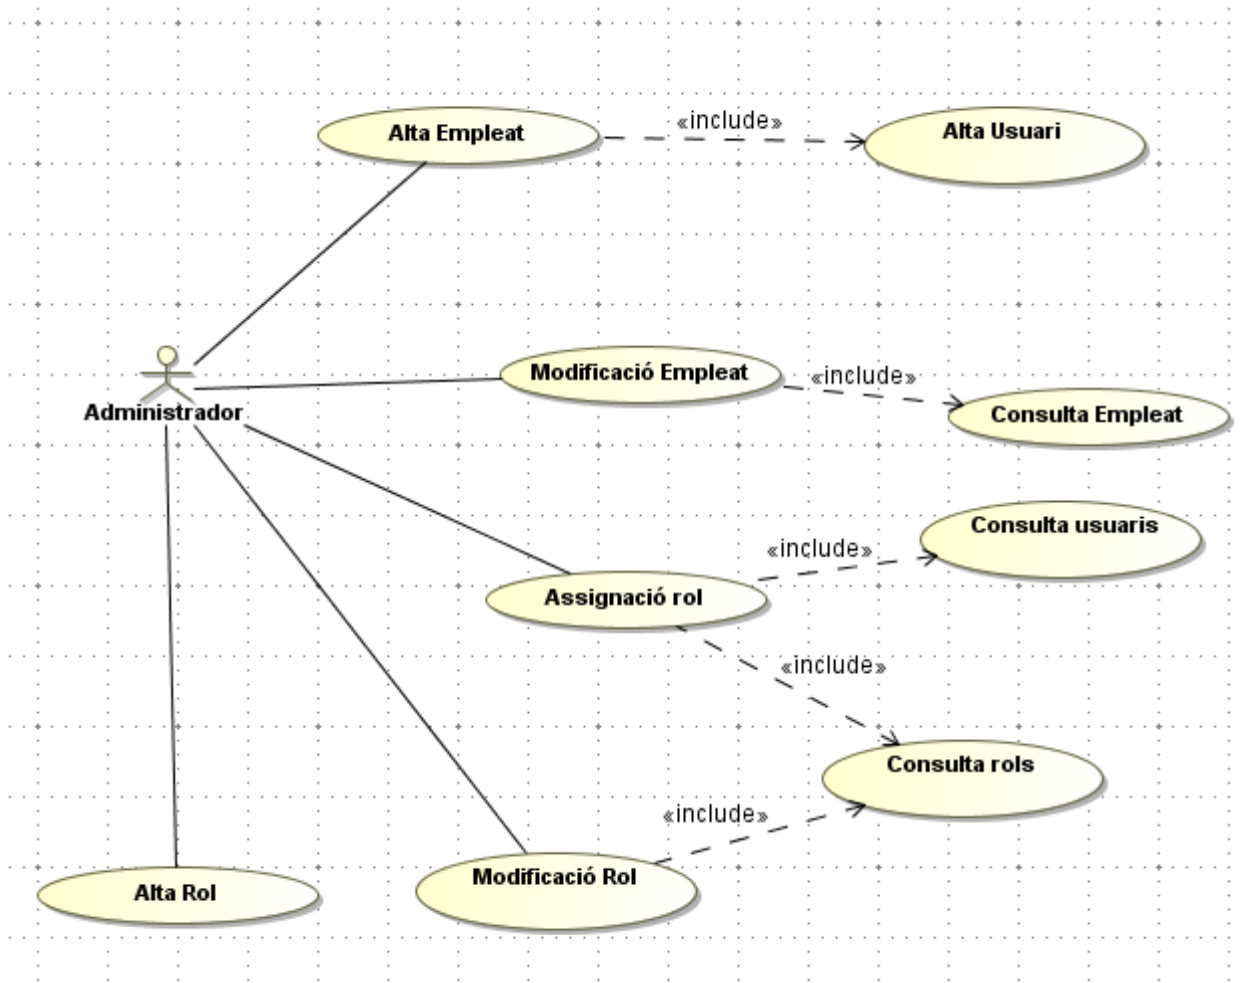 Alta Empleat
«include»
Alta Usuari
Administrador
Modificació Empleat
«include»
Consulta Empleat
Consulta usuaris
«include»
Assignació rol
«include»
Consulta rols
«include»
Modificació Rol
Alta Rol